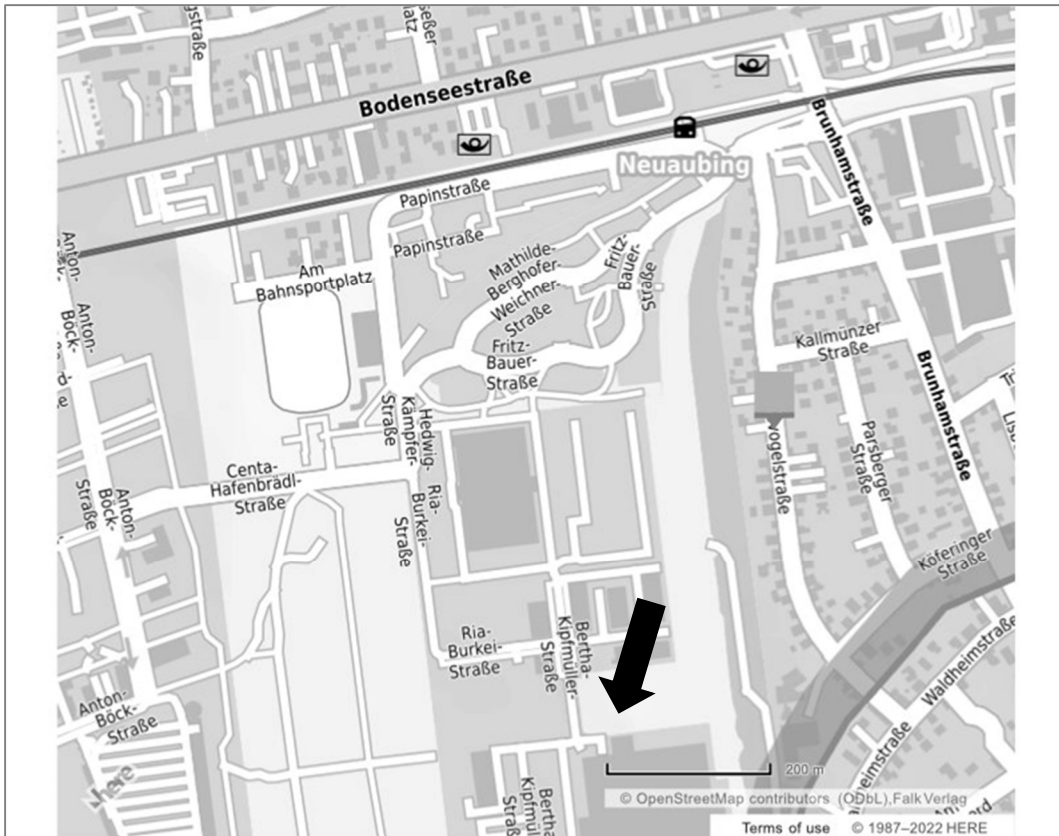 Bodenseestraße
Brunhamstraße
Neuaubing
Papinstraße
Papinstraße
Anton-
Böck-
Am
Bahnsportplatz
Mathilde-
Berghofer-
Weichner-
Straße
Fritz-
Bauer-
Straße
Anton-
Böck-
Straße
Fritz-
Bauer-
Straße
Kallmünzer
Straße
Brunhamstraße
Hedwig-
Kämpfer-
Straße
Parsberger
Straße
vogelstraße
Centa-
Hafenbrädl-
Straße
Anton-
Böck-
Ria-
Burkei-
Straße
Köferinger
Straße
Ria-
Burkei-
Straße
Bertha-
Kipfmüller-
Straße
Waldheimstraße
Anton-
Böck-
Straße
Bertha-
Kipfmüller-
here
200 m
© OpenStreetMap contributors (ODbL),Falk Verlag
Terms of use © 1987–2022 HERE